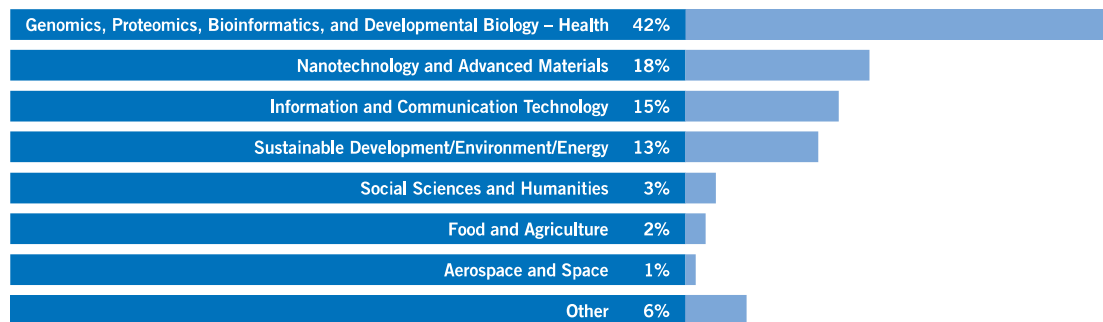 Genomics, Proteomics, Bioinformatics, and Developmental Biology – Health 42%
Nanotechnology and Advanced Materials 18%
Information and Communication Technology 15%
Sustainable Development/Environment/Energy 13%
Social Sciences and Humanities 3%
Food and Agriculture 2%
Aerospace and Space 1%
Other 6%